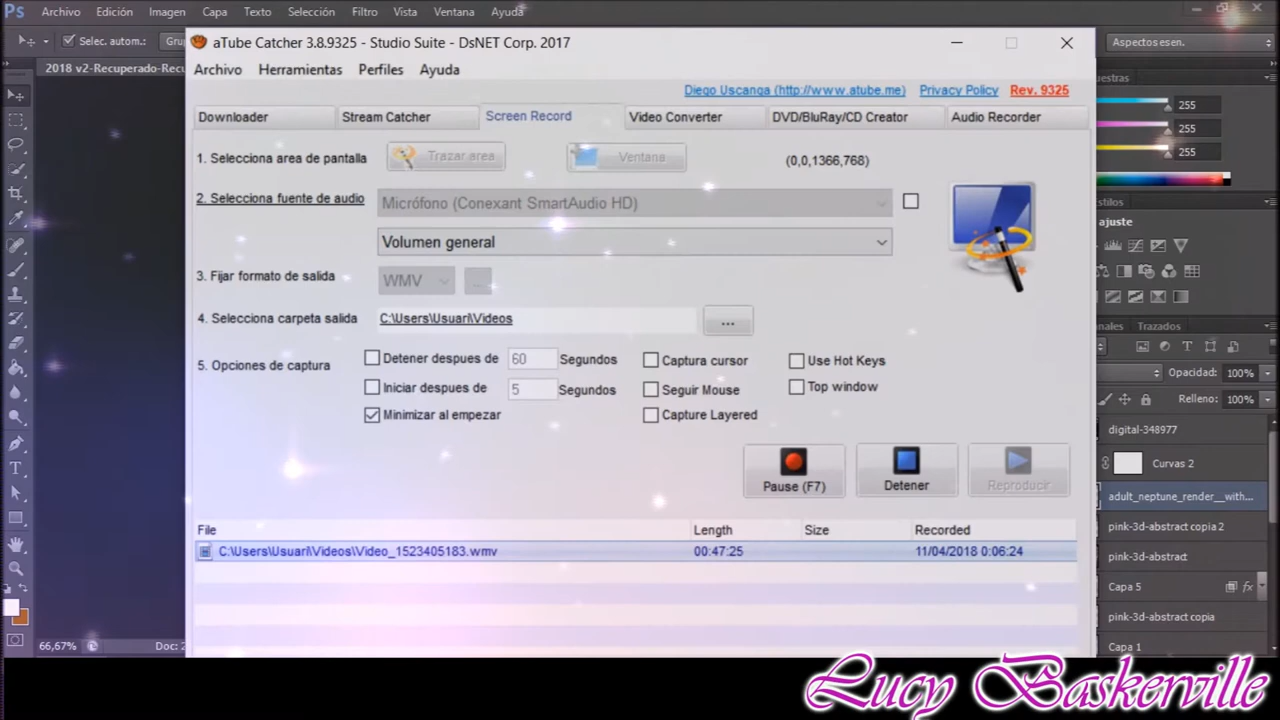 Ps Archivo Edición Imagen Capa Texto Selección Filtro Vista Ventana Ayuda
Selec. autom.:
Aspectos esen.
aTube Catcher 3.8.9325 - Studio Suite - DsNET Corp. 2017
2018 v2-Recuperado-Recu
Archivo Herramientas Perfiles Ayuda
Diego Uscanga (http://www.atube.me) Privacy Policy Rev. 9325
Downloader Stream Catcher Screen Record Video Converter DVD/BluRay/CD Creator Audio Recorder
1. Selecciona area de pantalla Trazar area Ventana (0,0,1366,768)
2. Selecciona fuente de audio Micrófono (Conexant SmartAudio HD)
Volumen general
3. Fijar formato de salida WMV ...
4. Selecciona carpeta salida C:\Users\Usuari\Videos ...
5. Opciones de captura
Detener despues de 60 Segundos Captura cursor Use Hot Keys
Iniciar despues de 5 Segundos Seguir Mouse Top window
Minimizar al empezar Capture Layered
Pause (F7) Detener Reproducir
File Length Size Recorded
C:\Users\Usuari\Videos\Video_1523405183.wmv 00:47:25 11/04/2018 0:06:24
66,67% Doc: 2
255
255
255
ajuste
Trazados
Opacidad: 100%
Relleno: 100%
digital-348977
Curvas 2
adult_neptune_render__with...
pink-3d-abstract copia 2
pink-3d-abstract
Capa 5 fx
pink-3d-abstract copia
Capa 1
Lucy Baskerville